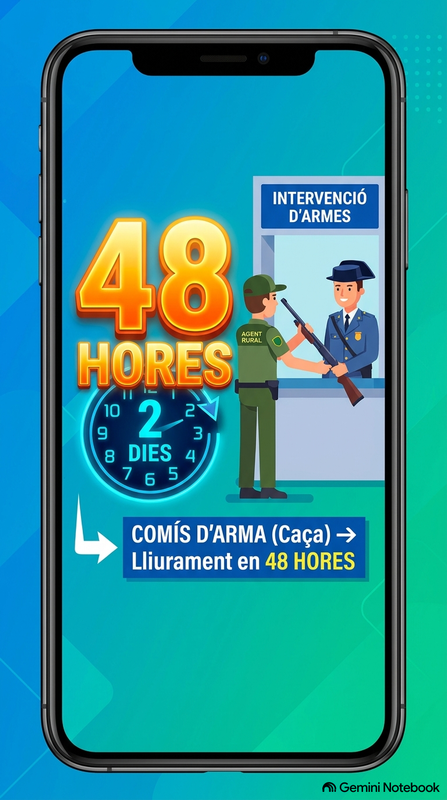 INTERVENCIÓ
D'ARMES
48
HORES
AGENT
RURAL
10 11 12 1 2 3 4 5 6 7 8 9
2
DIES
COMÍS D'ARMA (Caça) →
Lliurament en 48 HORES
Gemini Notebook